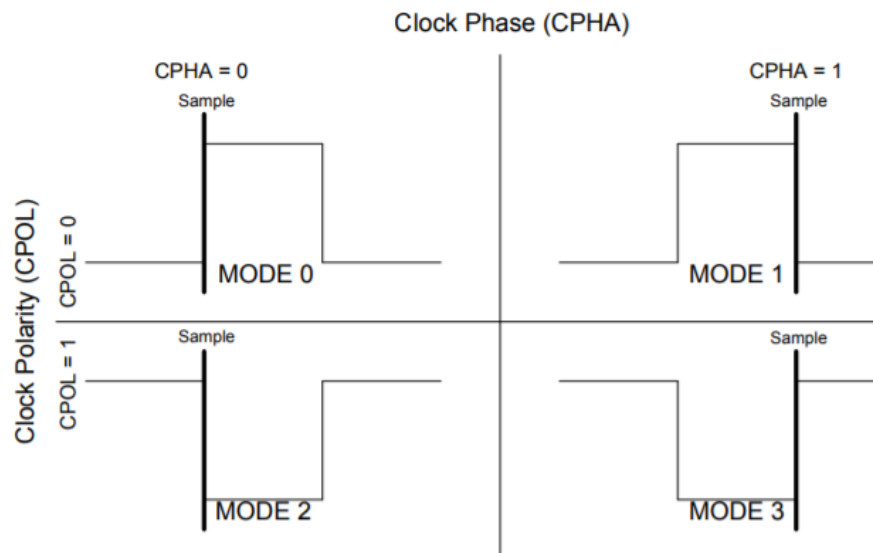 Clock Phase (CPHA)
CPHA = 0
CPHA = 1
Sample
Sample
Clock Polarity (CPOL)
CPOL = 0
MODE 0
MODE 1
CPOL = 1
Sample
Sample
MODE 2
MODE 3